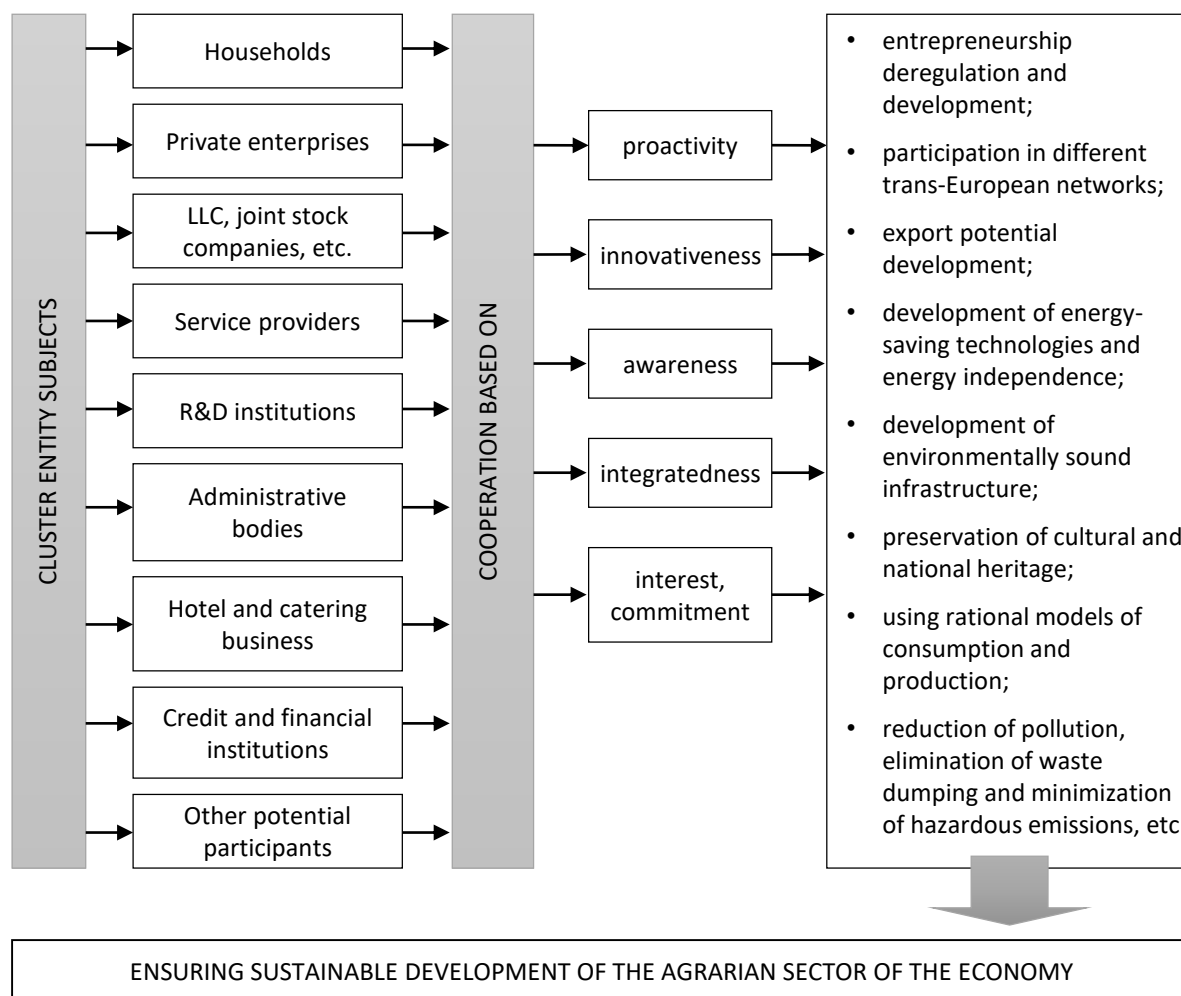 CLUSTER ENTITY SUBJECTS
Households
Private enterprises
LLC, joint stock
companies, etc.
Service providers
R&D institutions
Administrative
bodies
Hotel and catering
business
Credit and financial
institutions
Other potential
participants
COOPERATION BASED ON
proactivity
innovativeness
awareness
integratedness
interest,
commitment
• entrepreneurship
deregulation and
development;
• participation in different
trans-European networks;
• export potential
development;
• development of energy-
saving technologies and
energy independence;
• development of
environmentally sound
infrastructure;
• preservation of cultural and
national heritage;
• using rational models of
consumption and
production;
• reduction of pollution,
elimination of waste
dumping and minimization
of hazardous emissions, etc
ENSURING SUSTAINABLE DEVELOPMENT OF THE AGRARIAN SECTOR OF THE ECONOMY